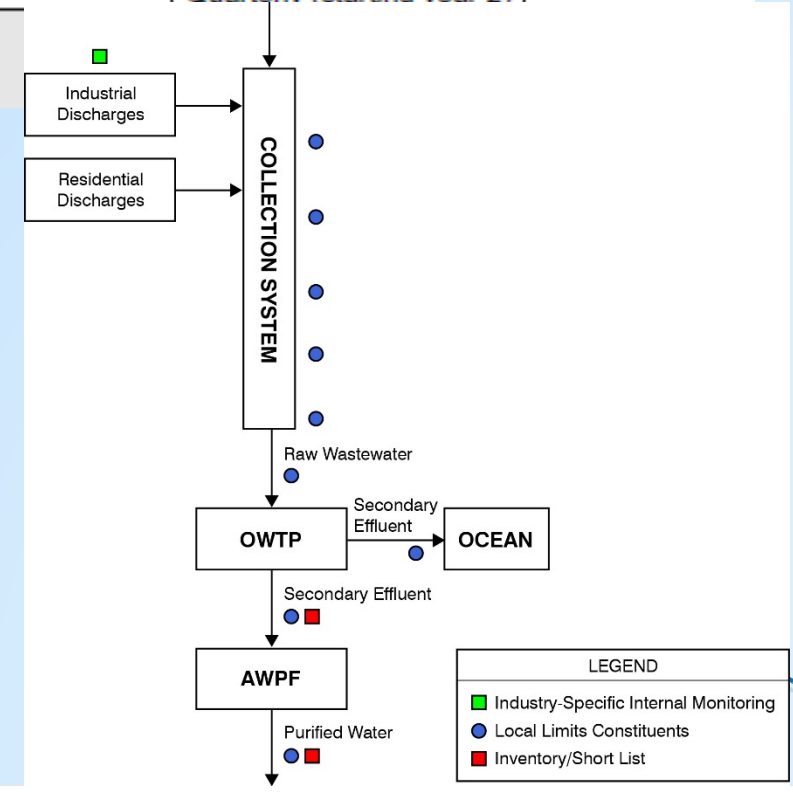 Industrial
Discharges
Residential
Discharges
COLLECTION SYSTEM
Raw Wastewater
Secondary
Effluent
OWTP
OCEAN
Secondary Effluent
AWPF
Purified Water
LEGEND
Industry-Specific Internal Monitoring
Local Limits Constituents
Inventory/Short List